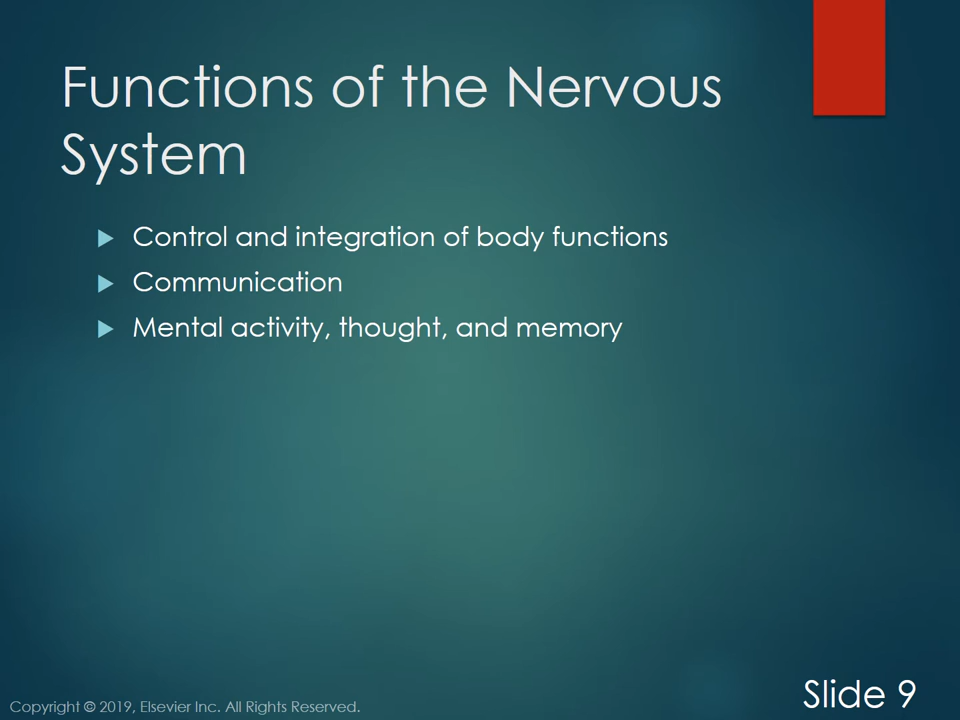 Functions of the Nervous
System
Control and integration of body functions
Communication
Mental activity, thought, and memory
Copyright © 2019, Elsevier Inc. All Rights Reserved.
Slide 9